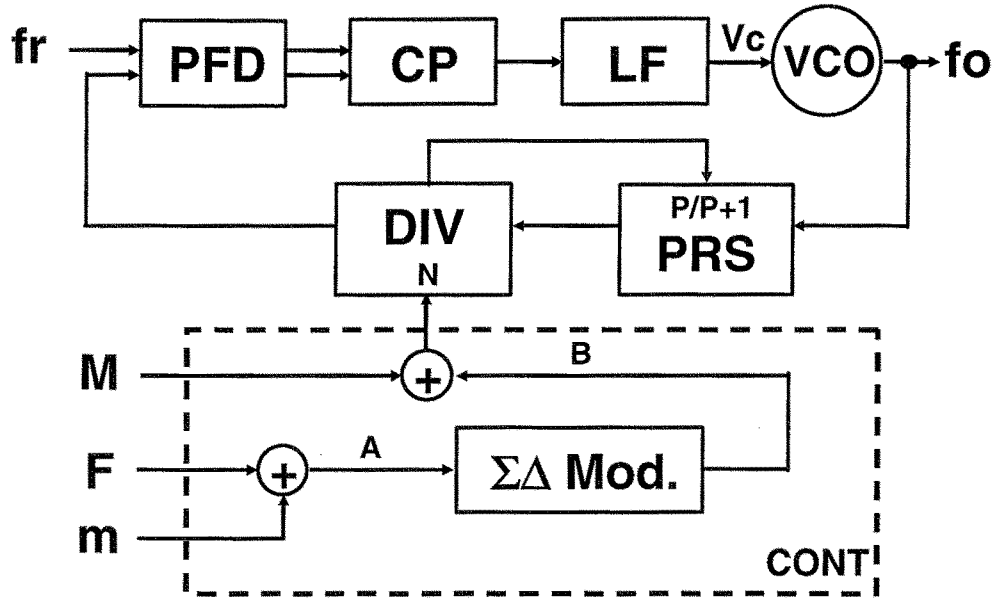 fr
PFD
CP
LF
Vc
VCO
fo
DIV
N
P/P+1
PRS
M
+
B
F
+
A
ΣΔ Mod.
m
CONT